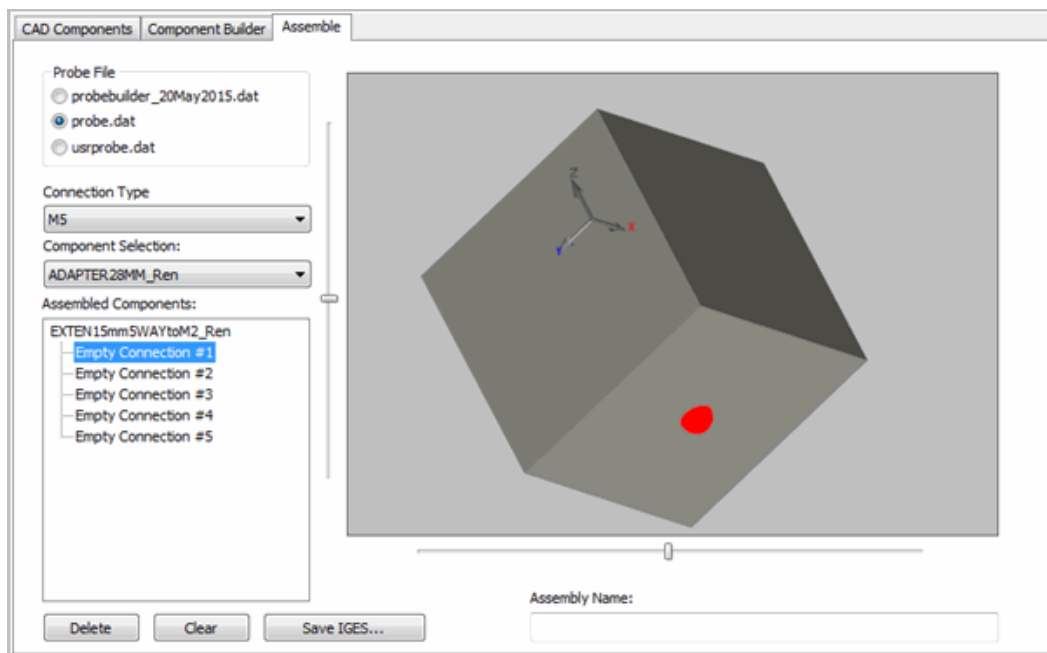 CAD Components Component Builder Assemble
Probe File
probebuilder_20May2015.dat
probe.dat
usrprobe.dat
Connection Type
M5
Component Selection:
ADAPTER28MM_Ren
Assembled Components:
EXTEN15mm5WAYtoM2_Ren
Empty Connection #1
Empty Connection #2
Empty Connection #3
Empty Connection #4
Empty Connection #5
Z
X
Y
Assembly Name:
Delete Clear Save IGES...